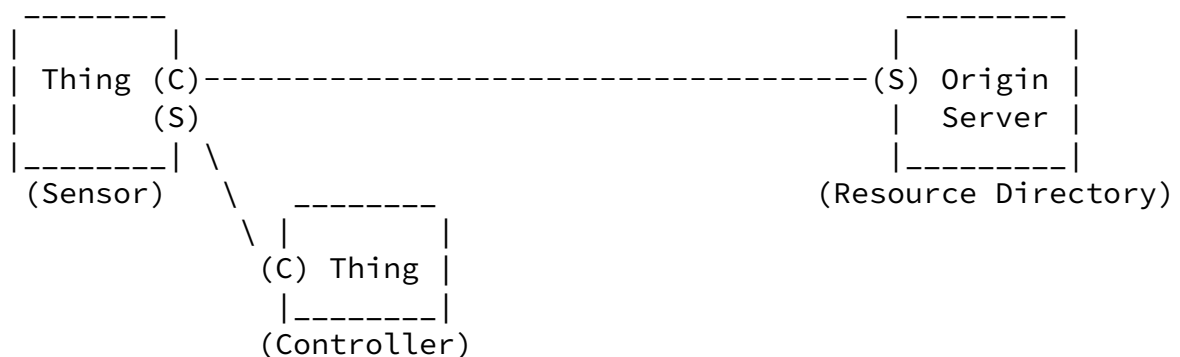 Thing (C)------------------------------------(S) Origin
(S) Server
(Sensor) (Resource Directory)
(C) Thing
(Controller)